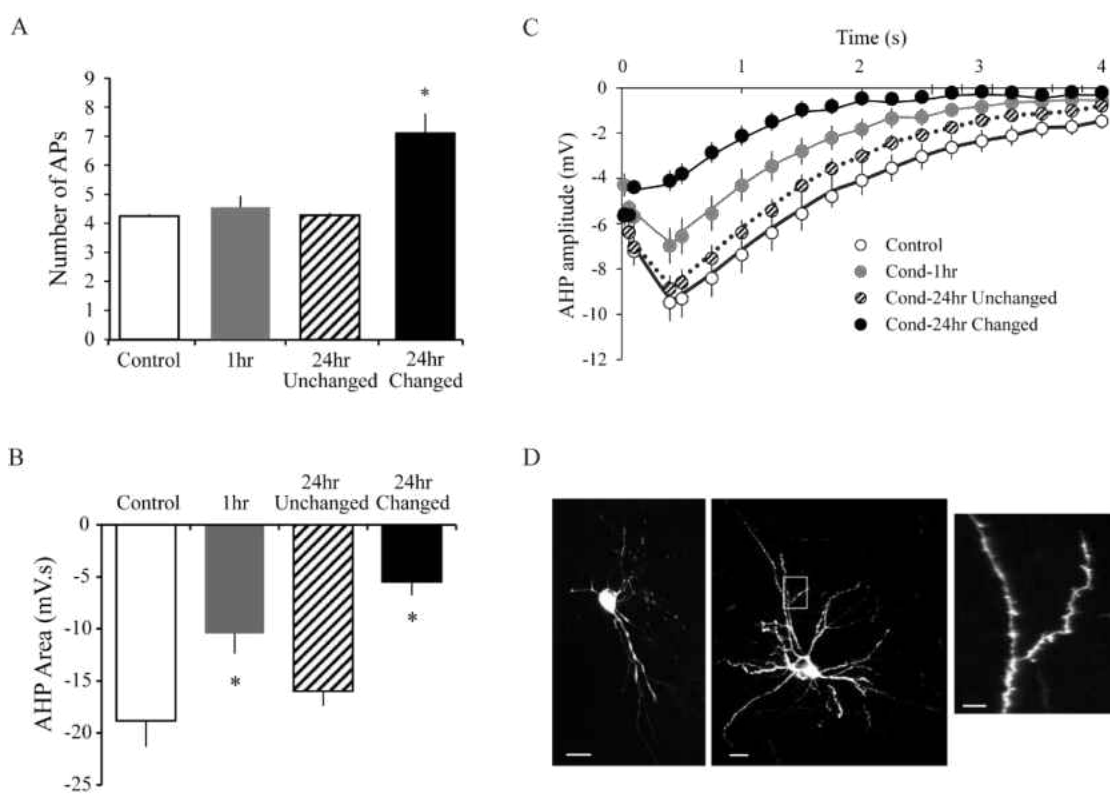 A
Number of APs
9
8
7
6
5
4
3
2
1
0
*
Control
1hr
24hr
Unchanged
24hr
Changed
B
Control
1hr
24hr
Unchanged
24hr
Changed
AHP Area (mV.s)
0
-5
-10
-15
-20
-25
*
*
C
Time (s)
0 1 2 3 4
AHP amplitude (mV)
0
-2
-4
-6
-8
-10
-12
Control
Cond-1hr
Cond-24hr Unchanged
Cond-24hr Changed
D